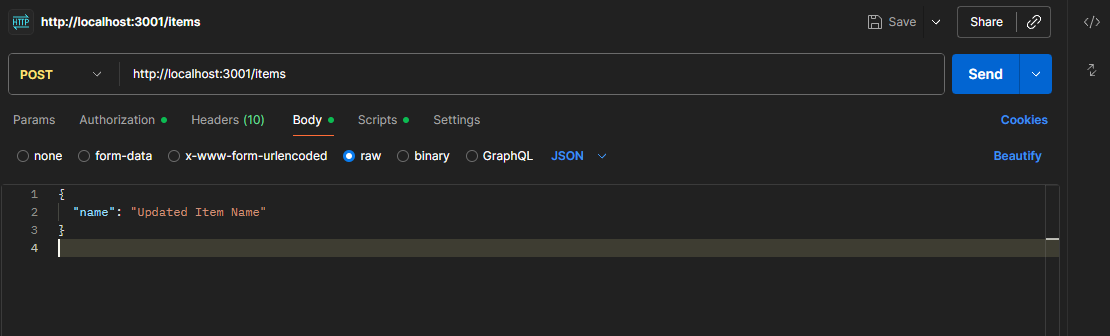 HTTP http://localhost:3001/items Save Share </>
POST http://localhost:3001/items Send
Params Authorization Headers (10) Body Scripts Settings Cookies
none form-data x-www-form-urlencoded raw binary GraphQL JSON Beautify
1 {
2 "name": "Updated Item Name"
3 }
4